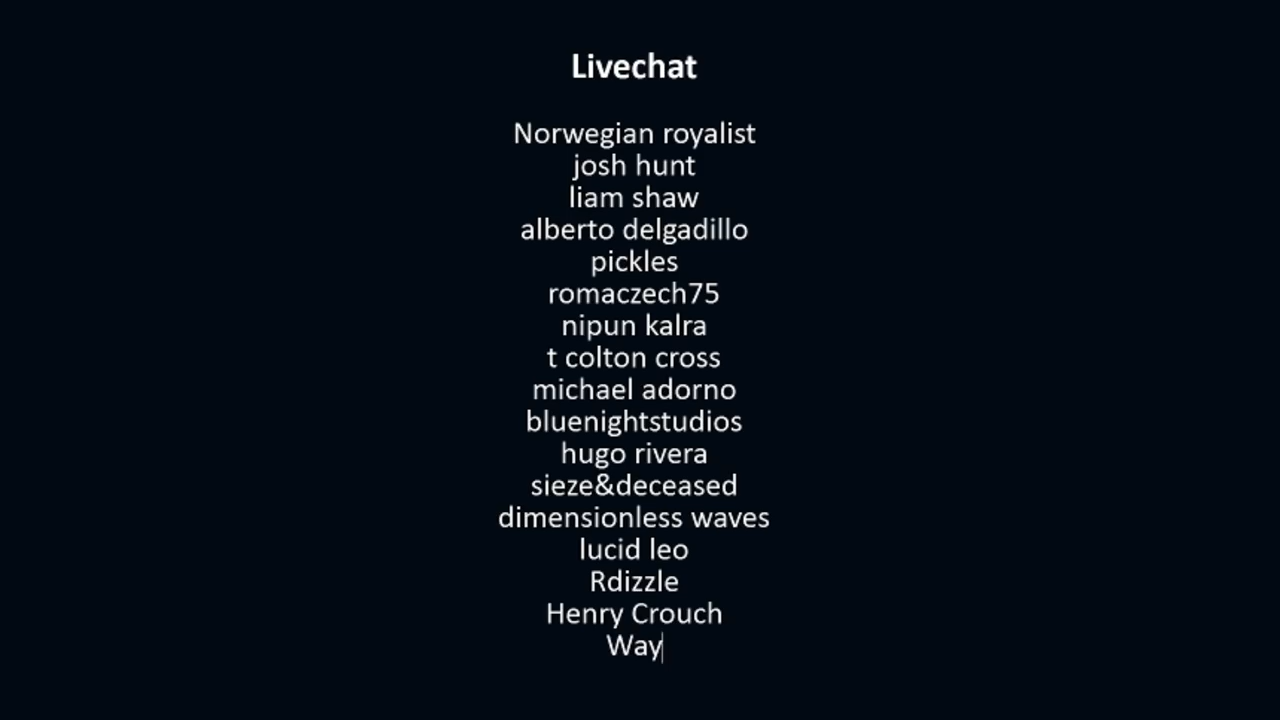 Livechat
Norwegian royalist
josh hunt
liam shaw
alberto delgadillo
pickles
romaczech75
nipun kalra
t colton cross
michael adorno
bluenightstudios
hugo rivera
sieze&deceased
dimensionless waves
lucid leo
Rdizzle
Henry Crouch
Way